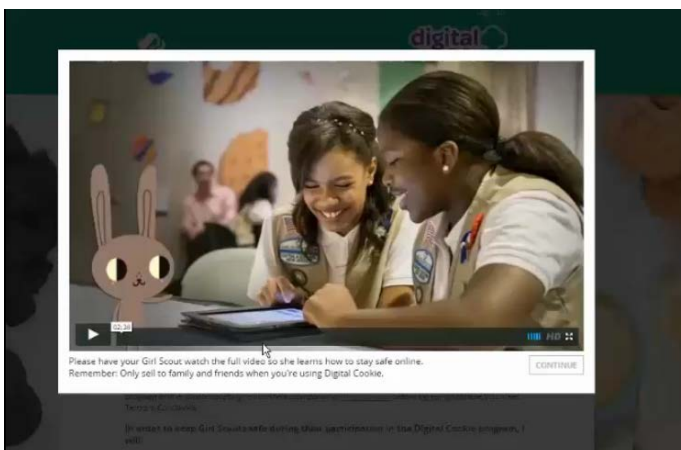 digital
02:36
HD
Please have your Girl Scout watch the full video so she learns how to stay safe online.
Remember: Only sell to family and friends when you're using Digital Cookie.
CONTINUE
In order to keep Girl Scouts safe during their participation in the Digital Cookie program, I
will: